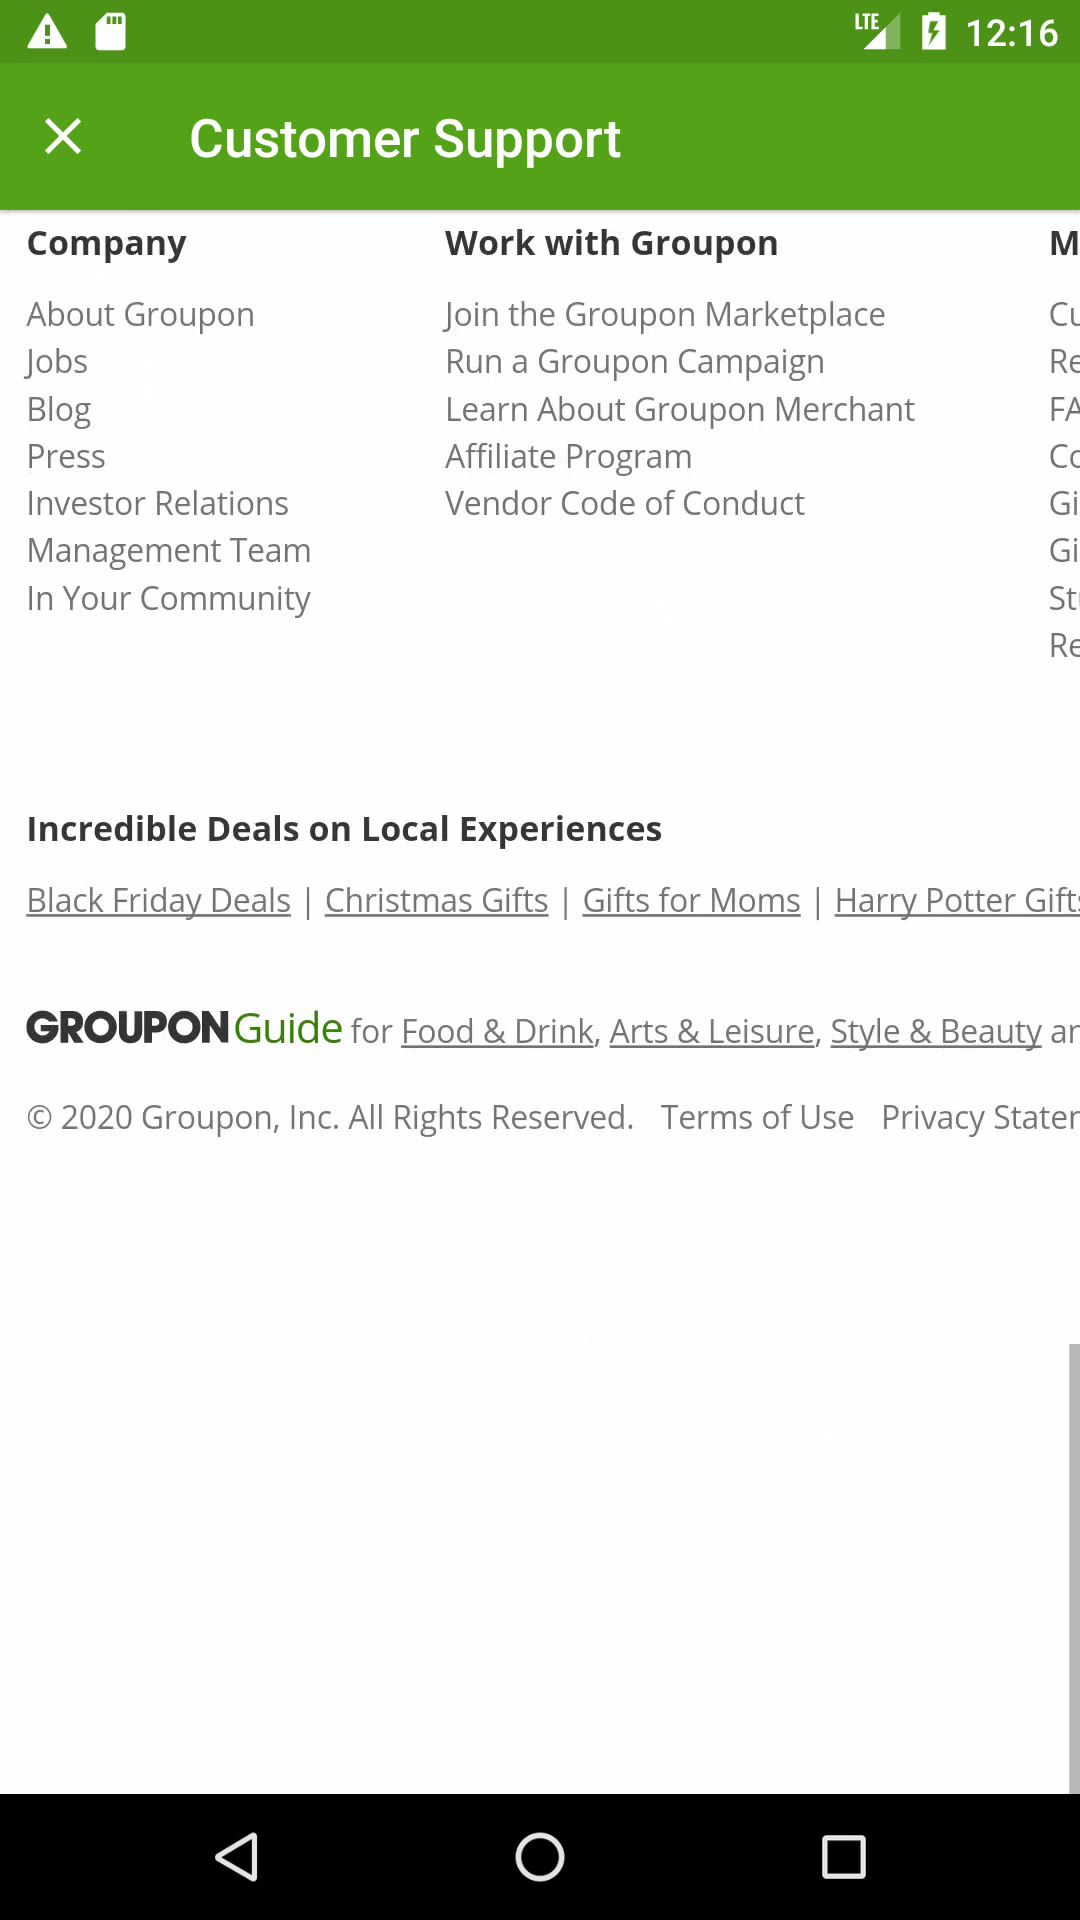 LTE 12:16
Customer Support
Company
About Groupon
Jobs
Blog
Press
Investor Relations
Management Team
In Your Community
Work with Groupon
Join the Groupon Marketplace
Run a Groupon Campaign
Learn About Groupon Merchant
Affiliate Program
Vendor Code of Conduct
M
Cu
Re
FA
Co
Gi
Gi
Stu
Re
Incredible Deals on Local Experiences
Black Friday Deals | Christmas Gifts | Gifts for Moms | Harry Potter Gifts
GROUPON Guide for Food & Drink, Arts & Leisure, Style & Beauty an
© 2020 Groupon, Inc. All Rights Reserved. Terms of Use Privacy Statem